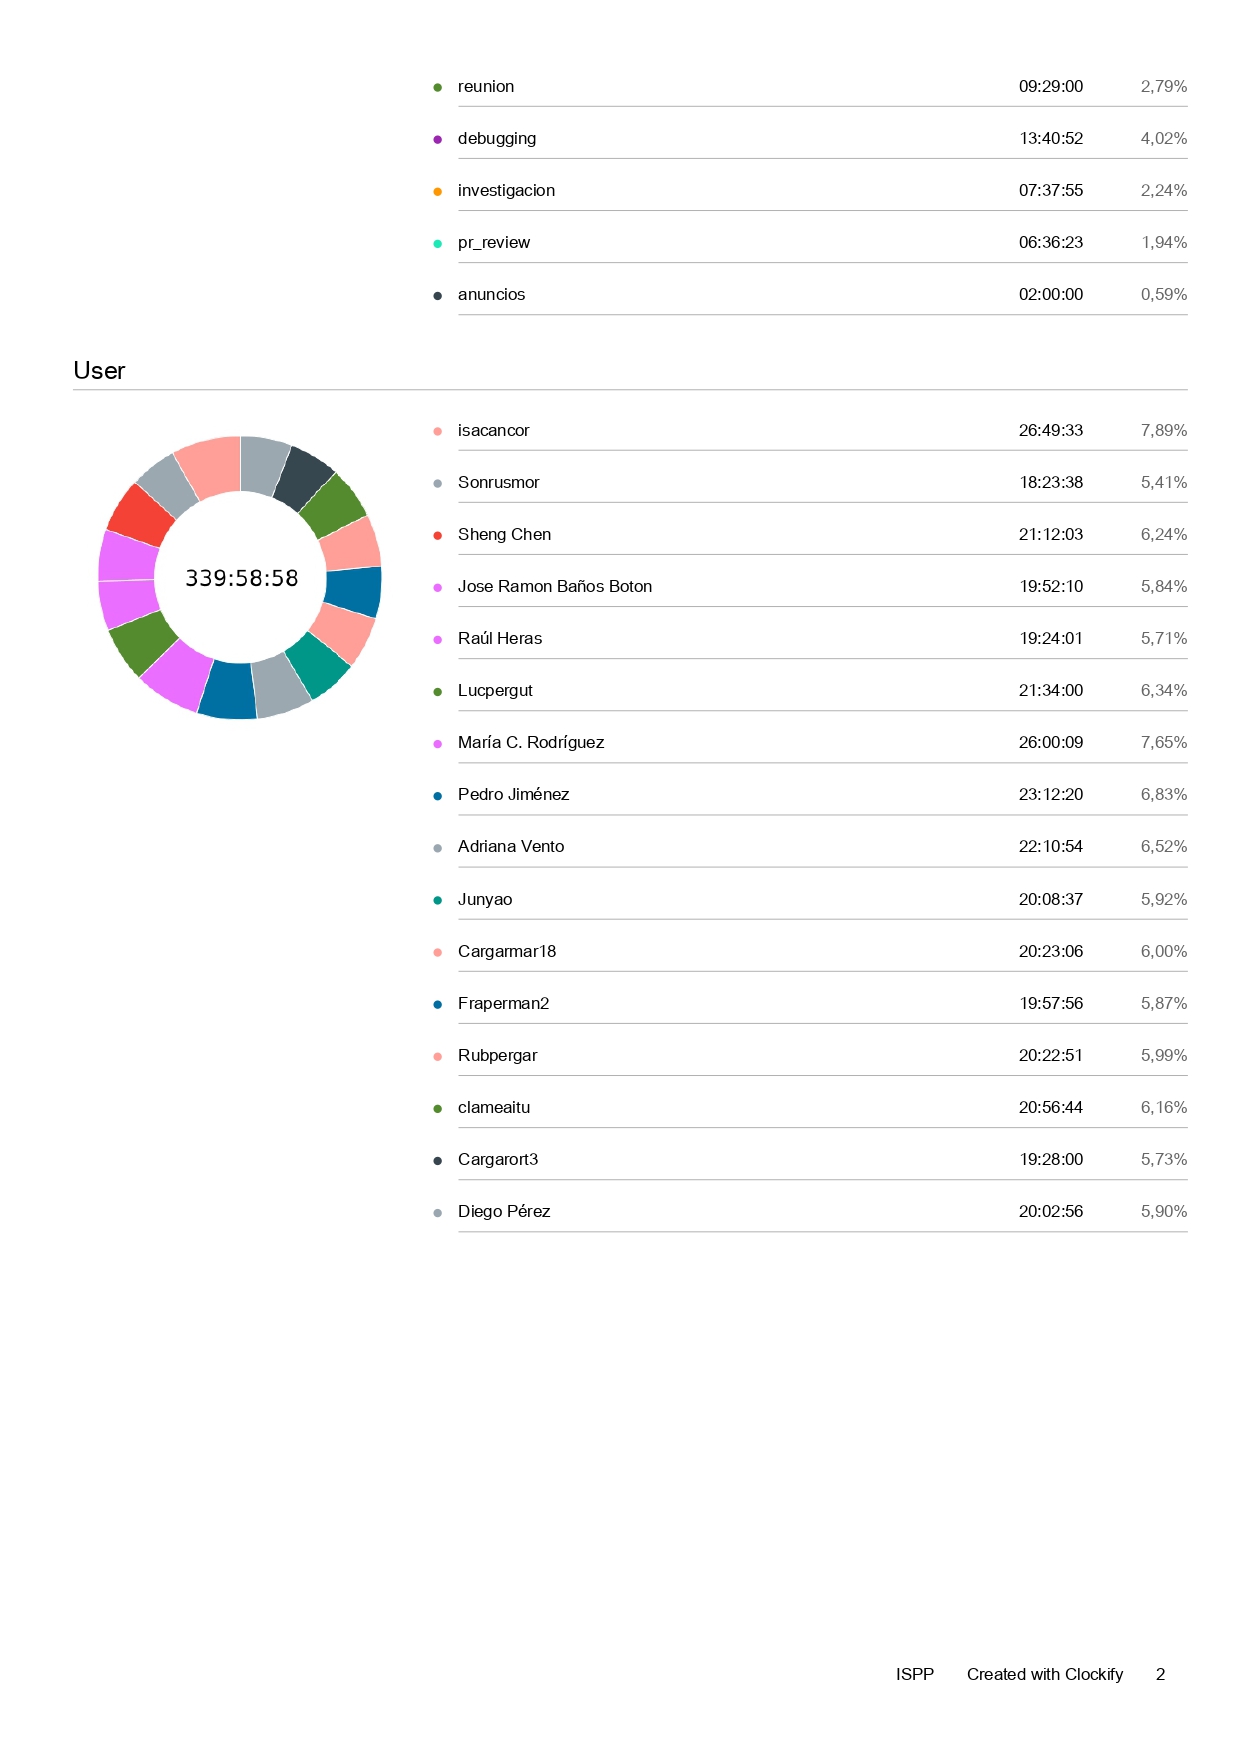 reunion 09:29:00 2,79%
debugging 13:40:52 4,02%
investigacion 07:37:55 2,24%
pr_review 06:36:23 1,94%
anuncios 02:00:00 0,59%
User
339:58:58
isacancor 26:49:33 7,89%
Sonrusmor 18:23:38 5,41%
Sheng Chen 21:12:03 6,24%
Jose Ramon Baños Boton 19:52:10 5,84%
Raúl Heras 19:24:01 5,71%
Lucpergut 21:34:00 6,34%
María C. Rodríguez 26:00:09 7,65%
Pedro Jiménez 23:12:20 6,83%
Adriana Vento 22:10:54 6,52%
Junyao 20:08:37 5,92%
Cargarmar18 20:23:06 6,00%
Fraperman2 19:57:56 5,87%
Rubpergar 20:22:51 5,99%
clameaitu 20:56:44 6,16%
Cargarort3 19:28:00 5,73%
Diego Pérez 20:02:56 5,90%
ISPP Created with Clockify 2